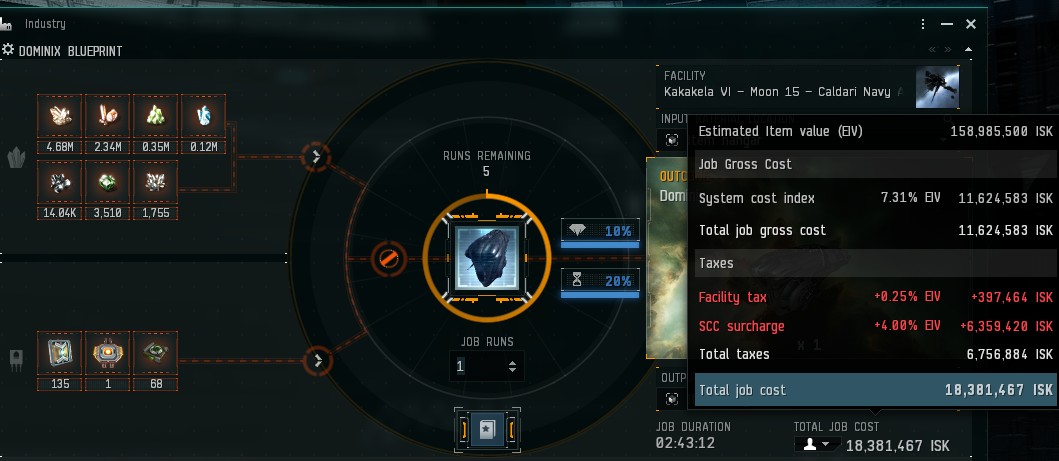 Industry
DOMINIX BLUEPRINT
FACILITY
Kakakela VI - Moon 15 - Caldari Navy
INPUT
4.68M 2.34M 0.35M 0.12M
14.04K 3,510 1,755
RUNS REMAINING
5
10%
20%
JOB RUNS
1
135 1 68
Estimated Item value (EIV) 158,985,500 ISK
Job Gross Cost
System cost index 7.31% EIV 11,624,583 ISK
Total job gross cost 11,624,583 ISK
Taxes
Facility tax +0.25% EIV +397,464 ISK
SCC surcharge +4.00% EIV +6,359,420 ISK
Total taxes 6,756,884 ISK
Total job cost 18,381,467 ISK
OUTC
Dom
x 1
OUTP
JOB DURATION
02:43:12
TOTAL JOB COST
18,381,467 ISK